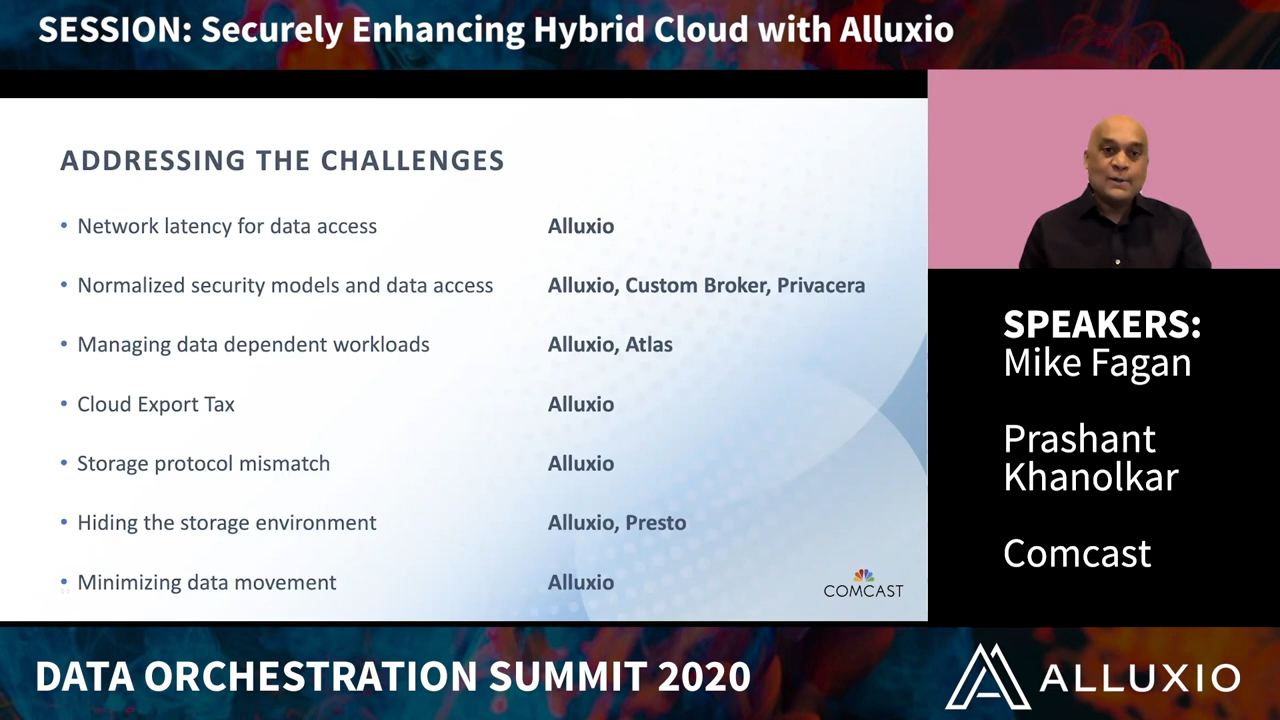 SESSION: Securely Enhancing Hybrid Cloud with Alluxio
ADDRESSING THE CHALLENGES
• Network latency for data access Alluxio
• Normalized security models and data access Alluxio, Custom Broker, Privacera
• Managing data dependent workloads Alluxio, Atlas
• Cloud Export Tax Alluxio
• Storage protocol mismatch Alluxio
• Hiding the storage environment Alluxio, Presto
• Minimizing data movement Alluxio
COMCAST
SPEAKERS:
Mike Fagan
Prashant
Khanolkar
Comcast
DATA ORCHESTRATION SUMMIT 2020
ALLUXIO